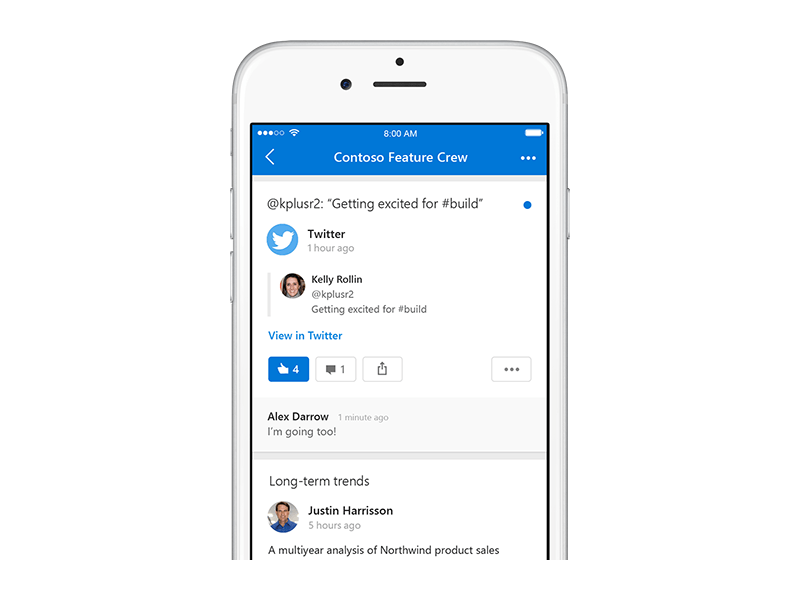 8:00 AM
Contoso Feature Crew
@kplusr2: “Getting excited for #build”
Twitter
1 hour ago
Kelly Rollin
@kplusr2
Getting excited for #build
View in Twitter
4 1
Alex Darrow 1 minute ago
I’m going too!
Long-term trends
Justin Harrisson
5 hours ago
A multiyear analysis of Northwind product sales